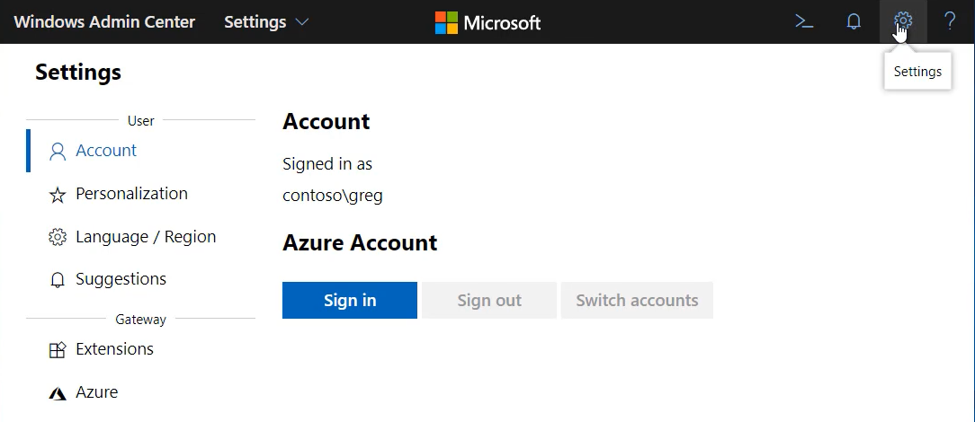 Windows Admin Center Settings Microsoft >_ ?
Settings
Settings
User
Account
Personalization
Language / Region
Suggestions
Gateway
Extensions
Azure
Account
Signed in as
contoso\greg
Azure Account
Sign in Sign out Switch accounts